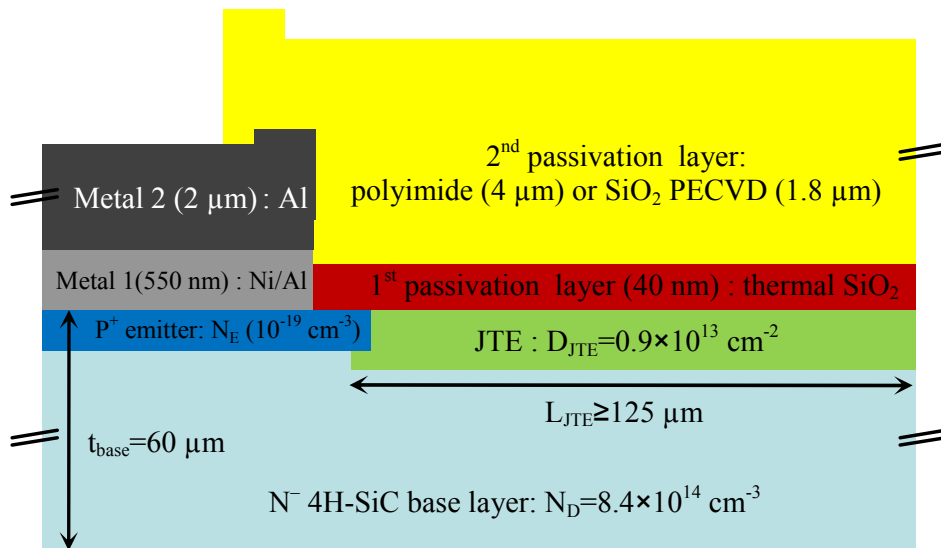 2nd passivation layer:
polyimide (4 µm) or SiO2 PECVD (1.8 µm)
Metal 2 (2 µm) : Al
Metal 1(550 nm) : Ni/Al
1st passivation layer (40 nm) : thermal SiO2
P+ emitter: NE (10-19 cm-3)
JTE : DJTE=0.9×1013 cm-2
LJTE≥125 µm
tbase=60 µm
N− 4H-SiC base layer: ND=8.4×1014 cm-3